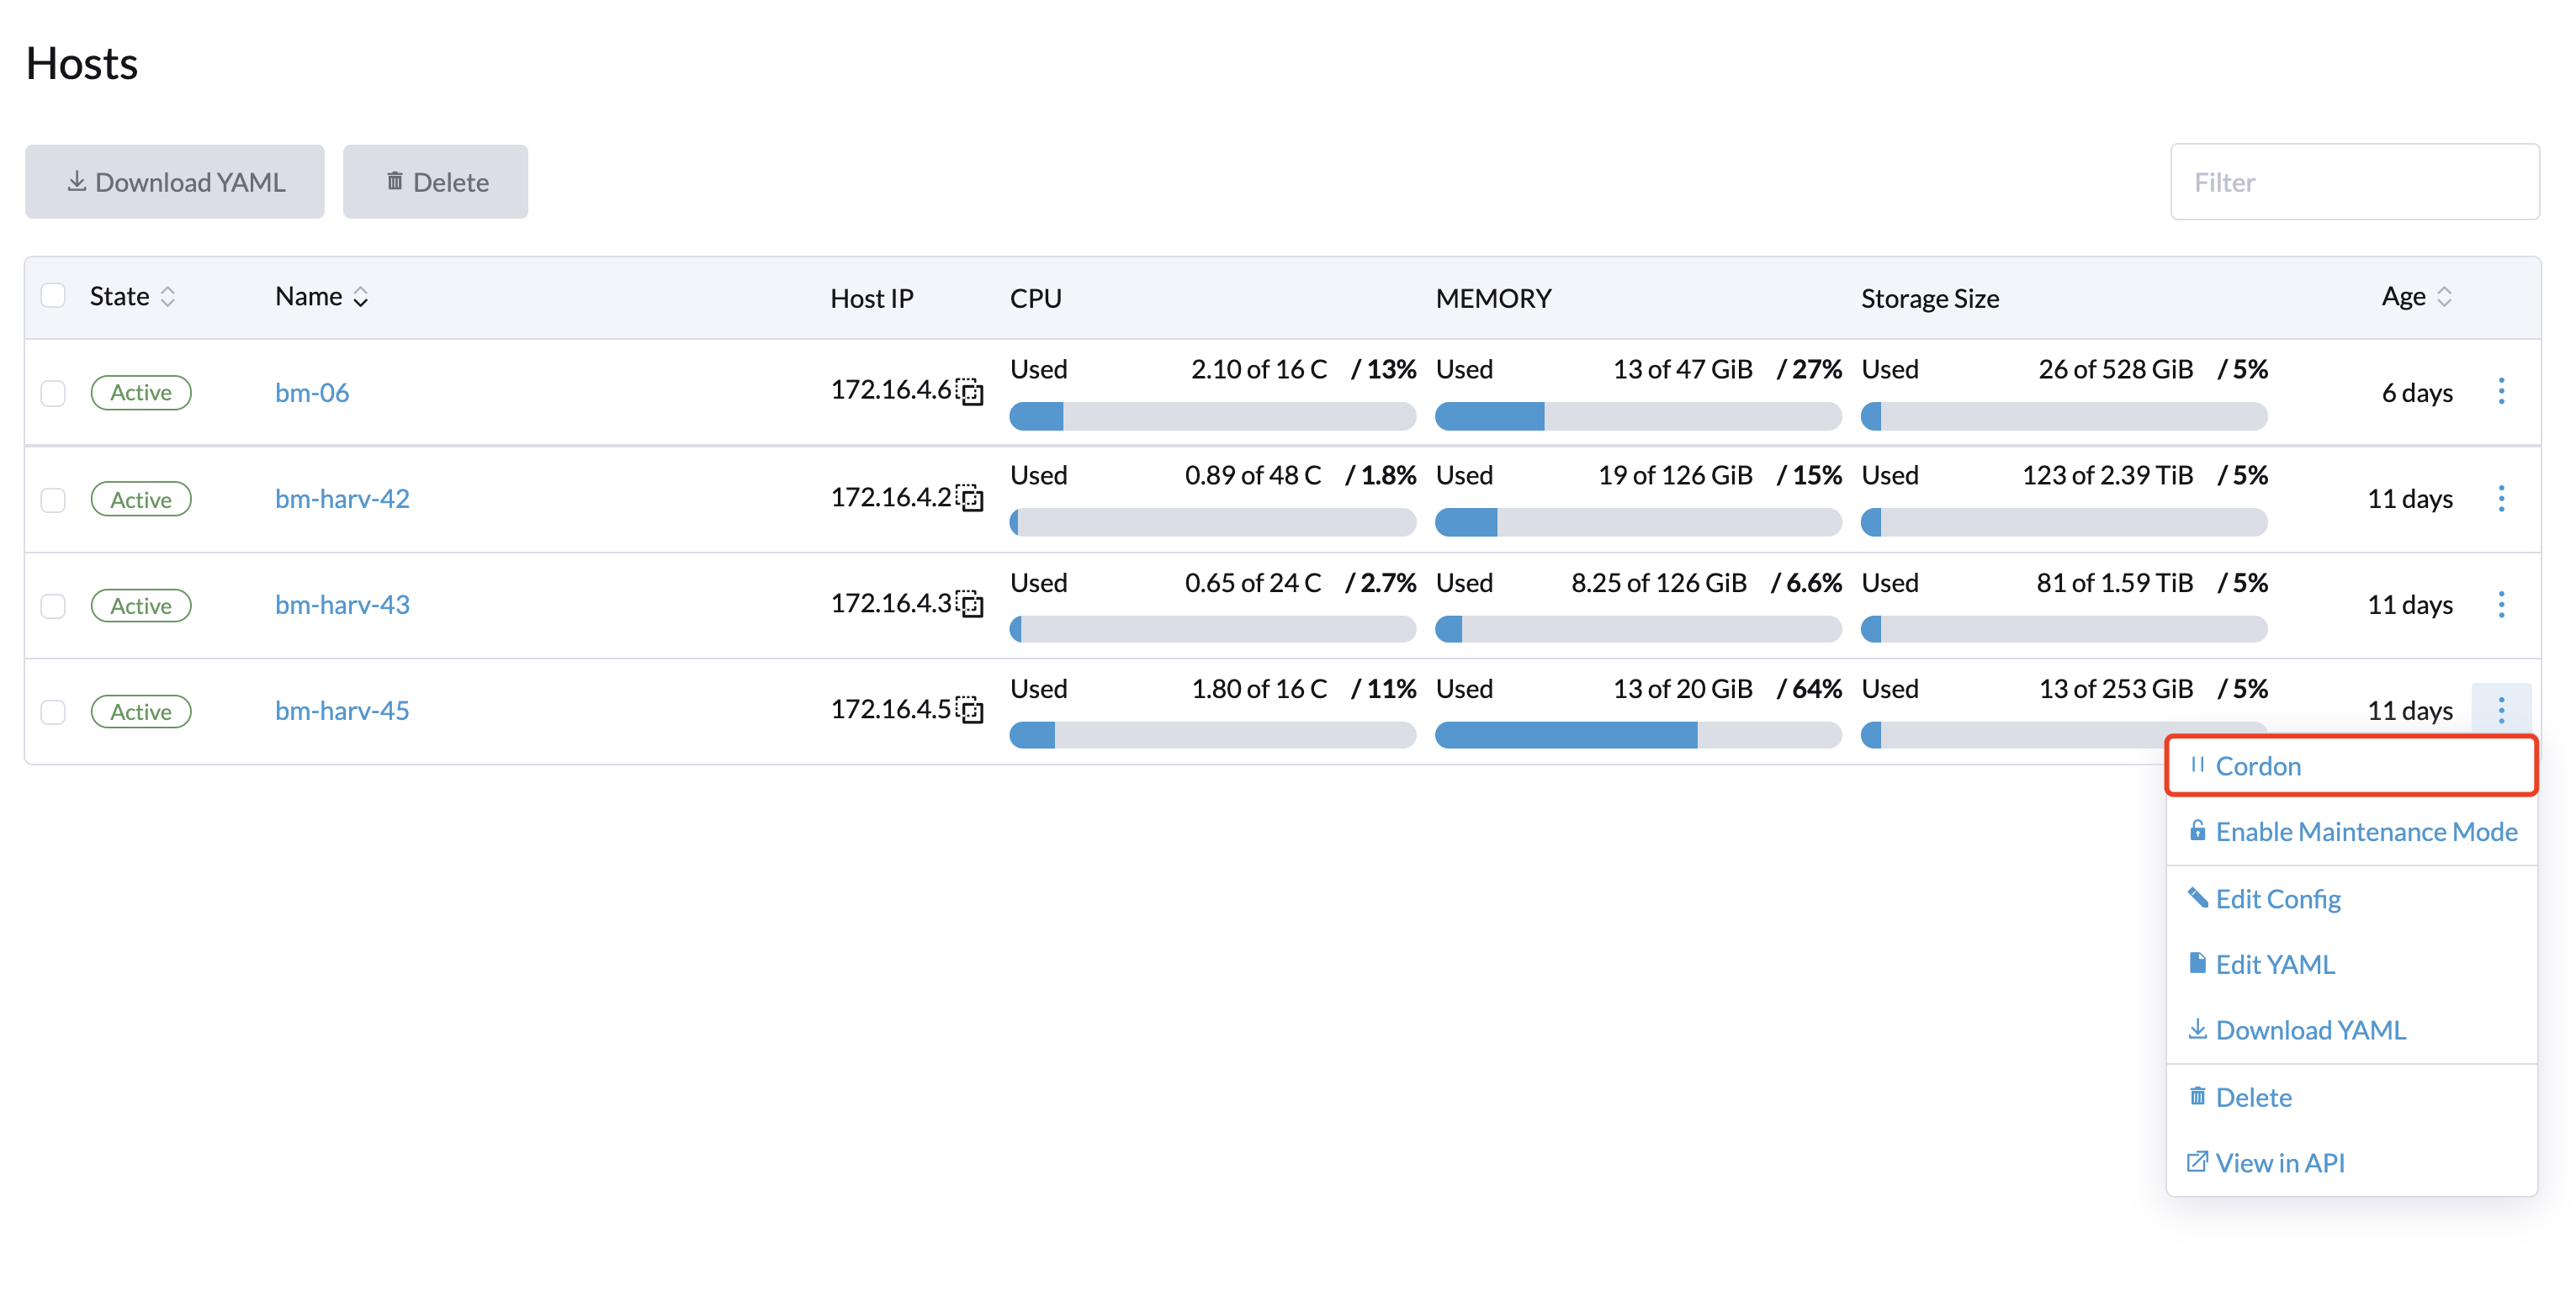 Hosts
Download YAML Delete Filter
State Name Host IP CPU MEMORY Storage Size Age
Used 2.10 of 16 C / 13% Used 13 of 47 GiB / 27% Used 26 of 528 GiB / 5%
Active bm-06 172.16.4.6 6 days
Used 0.89 of 48 C / 1.8% Used 19 of 126 GiB / 15% Used 123 of 2.39 TiB / 5%
Active bm-harv-42 172.16.4.2 11 days
Used 0.65 of 24 C / 2.7% Used 8.25 of 126 GiB / 6.6% Used 81 of 1.59 TiB / 5%
Active bm-harv-43 172.16.4.3 11 days
Used 1.80 of 16 C / 11% Used 13 of 20 GiB / 64% Used 13 of 253 GiB / 5%
Active bm-harv-45 172.16.4.5 11 days
Cordon
Enable Maintenance Mode
Edit Config
Edit YAML
Download YAML
Delete
View in API